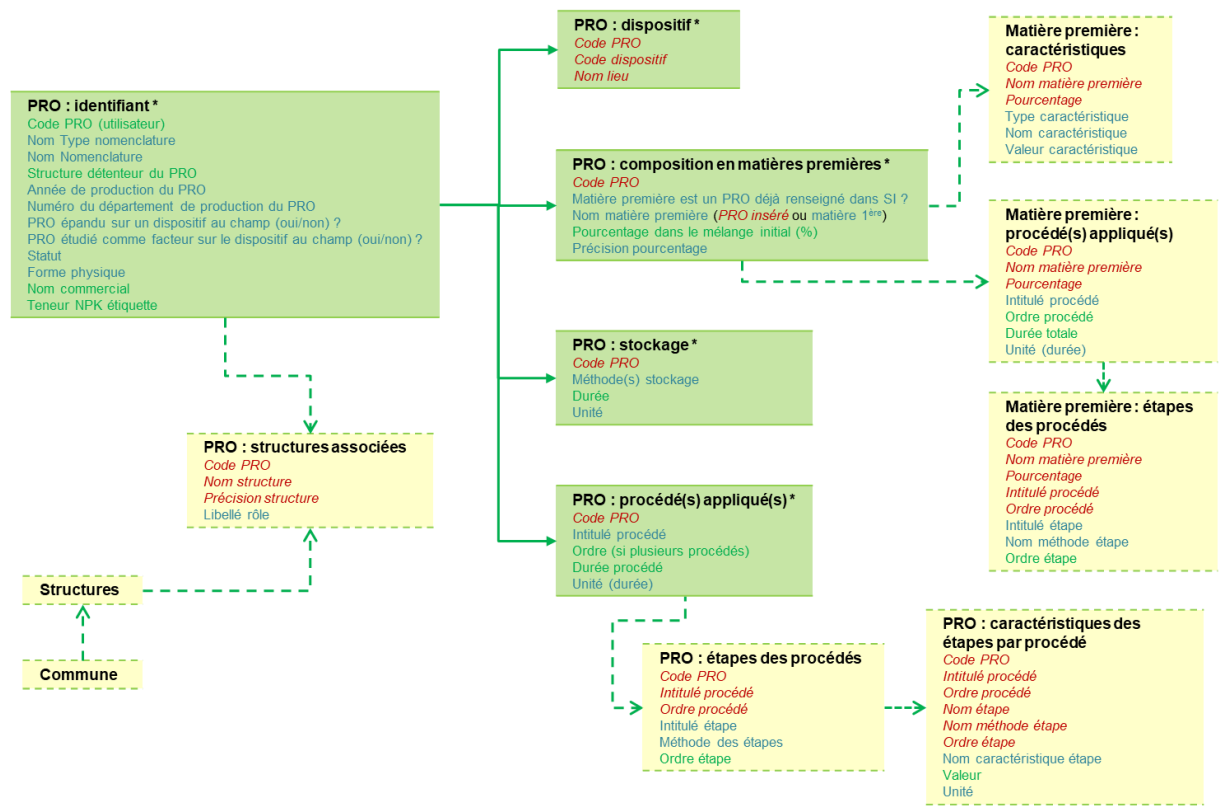 PRO : identifiant *
Code PRO (utilisateur)
Nom Type nomenclature
Nom Nomenclature
Structure détenteur du PRO
Année de production du PRO
Numéro du département de production du PRO
PRO épandu sur un dispositif au champ (oui/non) ?
PRO étudié comme facteur sur le dispositif au champ (oui/non) ?
Statut
Forme physique
Nom commercial
Teneur NPK étiquette
PRO : structures associées
Code PRO
Nom structure
Précision structure
Libellé rôle
Structures
Commune
PRO : dispositif *
Code PRO
Code dispositif
Nom lieu
PRO : composition en matières premières *
Code PRO
Matière première est un PRO déjà renseigné dans SI ?
Nom matière première (PRO inséré ou matière 1ère)
Pourcentage dans le mélange initial (%)
Précision pourcentage
PRO : stockage *
Code PRO
Méthode(s) stockage
Durée
Unité
PRO : procédé(s) appliqué(s) *
Code PRO
Intitulé procédé
Ordre (si plusieurs procédés)
Durée procédé
Unité (durée)
PRO : étapes des procédés
Code PRO
Intitulé procédé
Ordre procédé
Intitulé étape
Méthode des étapes
Ordre étape
Matière première :
caractéristiques
Code PRO
Nom matière première
Pourcentage
Type caractéristique
Nom caractéristique
Valeur caractéristique
Matière première :
procédé(s) appliqué(s)
Code PRO
Nom matière première
Pourcentage
Intitulé procédé
Ordre procédé
Durée totale
Unité (durée)
Matière première : étapes
des procédés
Code PRO
Nom matière première
Pourcentage
Intitulé procédé
Ordre procédé
Intitulé étape
Nom méthode étape
Ordre étape
PRO : caractéristiques des
étapes par procédé
Code PRO
Intitulé procédé
Ordre procédé
Nom étape
Nom méthode étape
Ordre étape
Nom caractéristique étape
Valeur
Unité